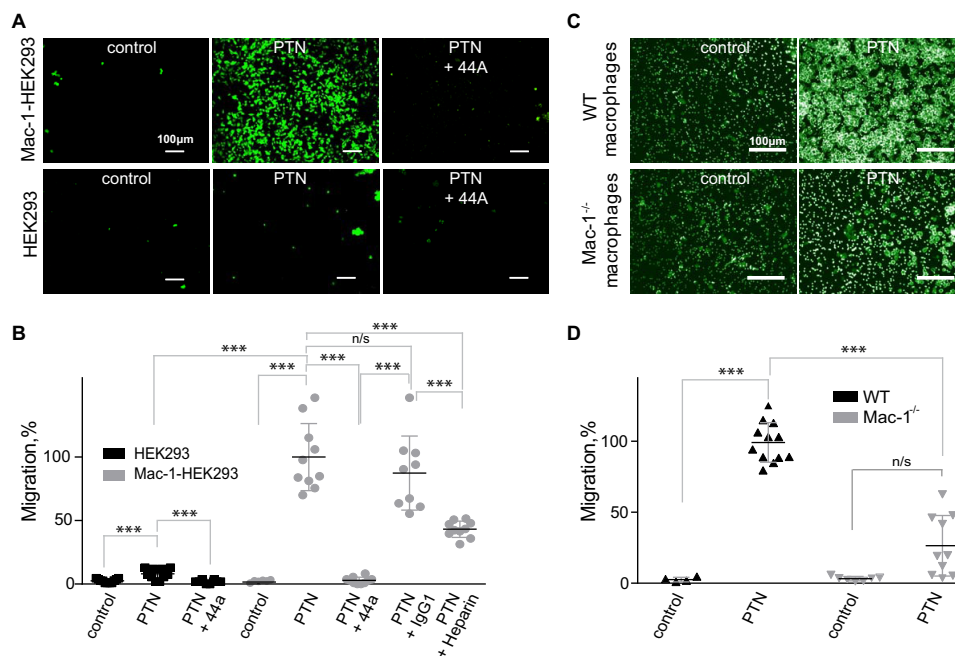 A
control
PTN
PTN
+ 44A
Mac-1-HEK293
100µm
control
PTN
PTN
+ 44A
HEK293
C
control
PTN
WT
macrophages
100µm
control
PTN
Mac-1-/-
macrophages
B
***
n/s
***
***
***
***
***
***
***
HEK293
Mac-1-HEK293
Migration,%
100
50
0
control
PTN
PTN
+ 44a
control
PTN
PTN
+ 44a
PTN
+ IgG1
PTN
+ Heparin
D
***
***
WT
Mac-1-/-
n/s
Migration,%
100
50
0
control
PTN
control
PTN